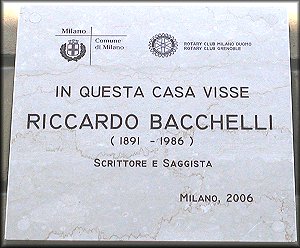 Milano
Comune
di Milano
ROTARY CLUB MILANO DUOMO
ROTARY CLUB GRENOBLE
IN QUESTA CASA VISSE
RICCARDO BACCHELLI
( 1891 - 1986 )
SCRITTORE E SAGGISTA
MILANO, 2006